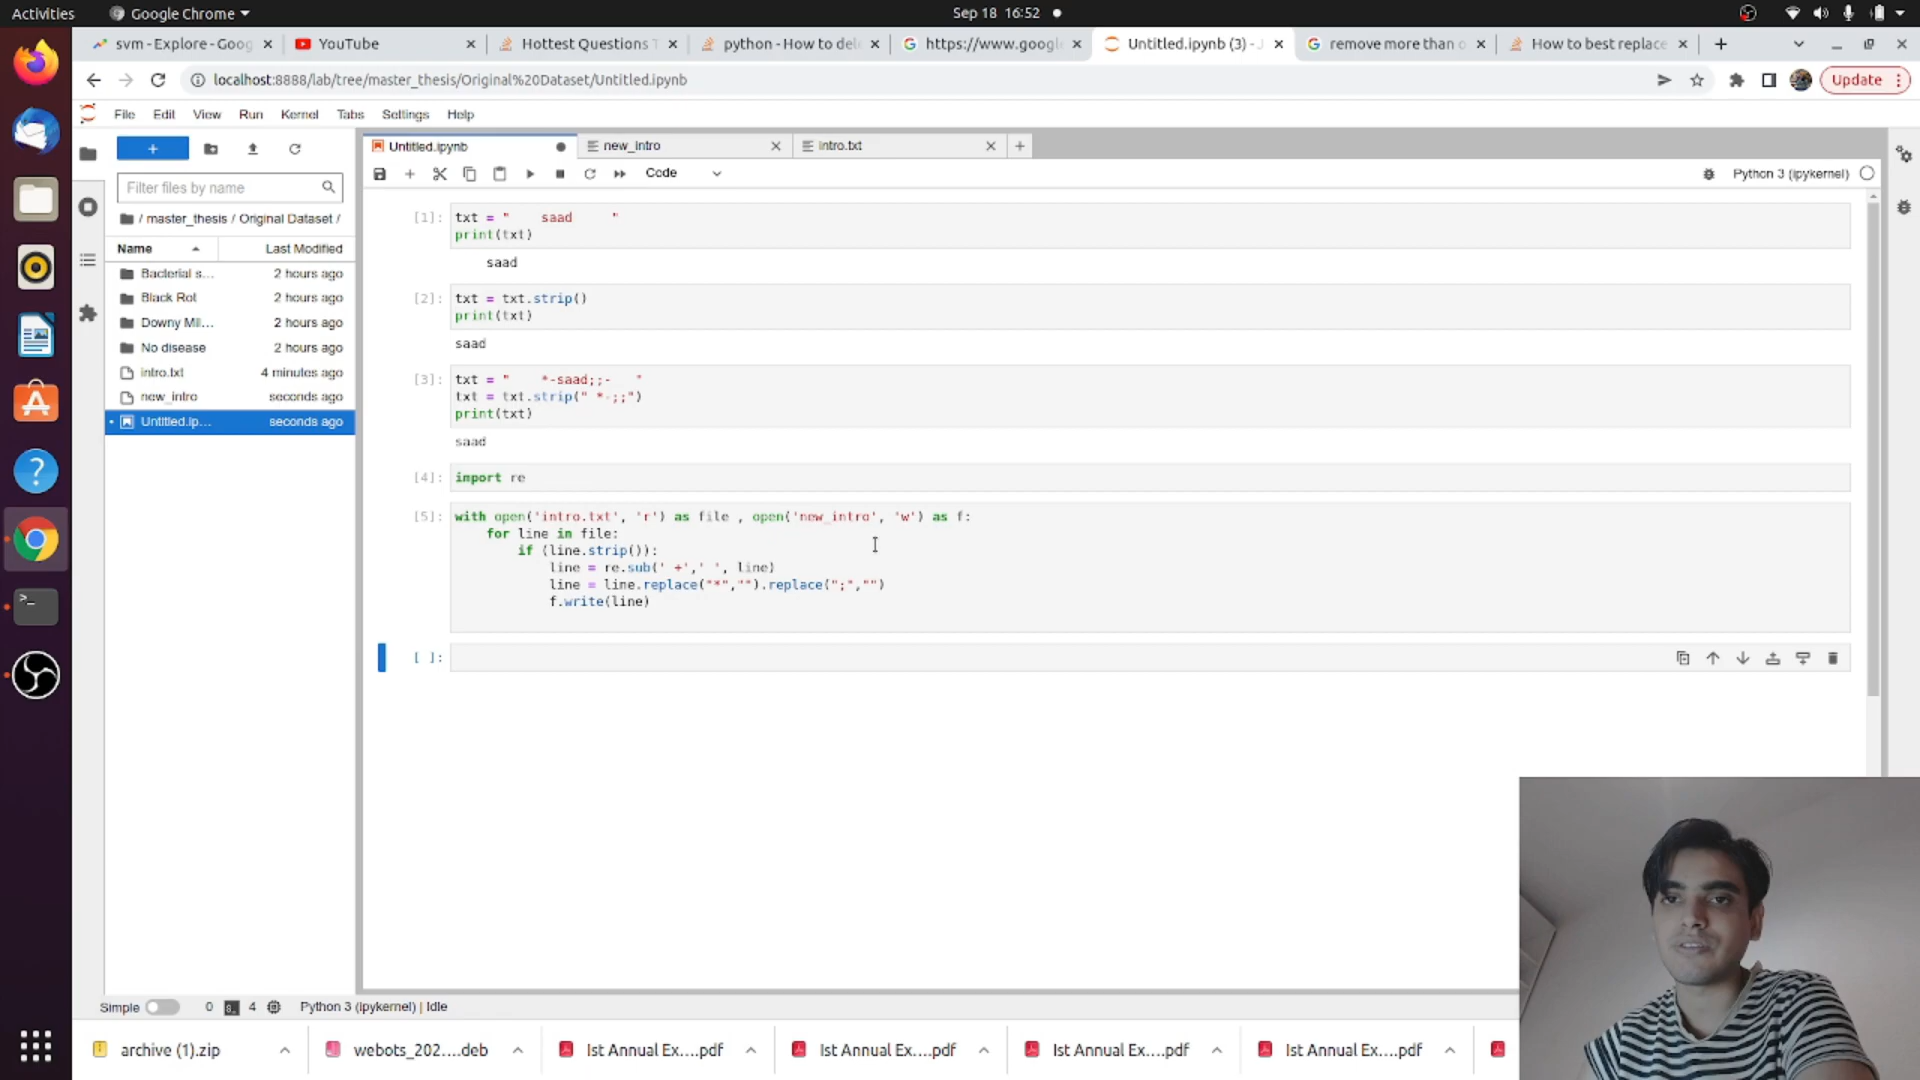 Activities
Google Chrome
Sep 18 16:52
svm - Explore - Goog
YouTube
Hottest Questions T
python - How to dele
https://www.googl
Untitled.ipynb (3) - J
remove more than o
How to best replace
localhost:8888/lab/tree/master_thesis/Original%20Dataset/Untitled.ipynb
Update
File Edit View Run Kernel Tabs Settings Help
Untitled.ipynb
new_intro
intro.txt
Code
Python 3 (ipykernel)
Filter files by name
/ master_thesis / Original Dataset /
Name Last Modified
Bacterial s... 2 hours ago
Black Rot 2 hours ago
Downy Mil... 2 hours ago
No disease 2 hours ago
intro.txt 4 minutes ago
new_intro seconds ago
Untitled.ip... seconds ago
[1]: txt = "    saad     "
print(txt)
saad
[2]: txt = txt.strip()
print(txt)
saad
[3]: txt = "    *-saad;;-   "
txt = txt.strip(" *-;;")
print(txt)
saad
[4]: import re
[5]: with open('intro.txt', 'r') as file , open('new_intro', 'w') as f:
for line in file:
if (line.strip()):
line = re.sub(' +',' ', line)
line = line.replace("*","").replace(";","")
f.write(line)
[ ]:
Simple 0 4 Python 3 (ipykernel) | Idle
archive (1).zip
webots_202....deb
Ist Annual Ex....pdf
Ist Annual Ex....pdf
Ist Annual Ex....pdf
Ist Annual Ex....pdf